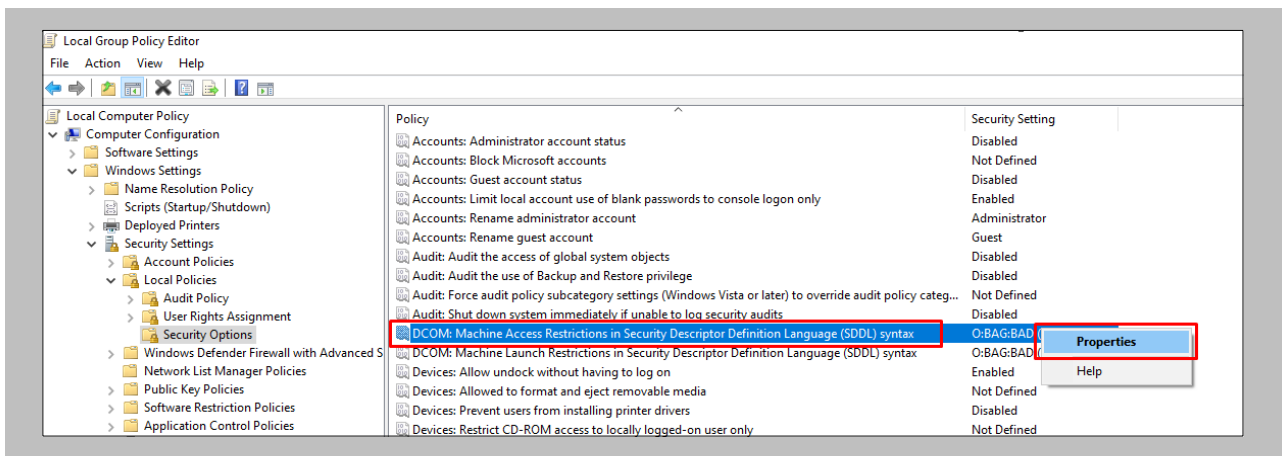 Local Group Policy Editor
File Action View Help
Local Computer Policy
Computer Configuration
Software Settings
Windows Settings
Name Resolution Policy
Scripts (Startup/Shutdown)
Deployed Printers
Security Settings
Account Policies
Local Policies
Audit Policy
User Rights Assignment
Security Options
Windows Defender Firewall with Advanced S
Network List Manager Policies
Public Key Policies
Software Restriction Policies
Application Control Policies
Policy Security Setting
Accounts: Administrator account status Disabled
Accounts: Block Microsoft accounts Not Defined
Accounts: Guest account status Disabled
Accounts: Limit local account use of blank passwords to console logon only Enabled
Accounts: Rename administrator account Administrator
Accounts: Rename guest account Guest
Audit: Audit the access of global system objects Disabled
Audit: Audit the use of Backup and Restore privilege Disabled
Audit: Force audit policy subcategory settings (Windows Vista or later) to override audit policy categ... Not Defined
Audit: Shut down system immediately if unable to log security audits Disabled
DCOM: Machine Access Restrictions in Security Descriptor Definition Language (SDDL) syntax O:BAG:BAD
DCOM: Machine Launch Restrictions in Security Descriptor Definition Language (SDDL) syntax O:BAG:BAD
Devices: Allow undock without having to log on Enabled
Devices: Allowed to format and eject removable media Not Defined
Devices: Prevent users from installing printer drivers Disabled
Devices: Restrict CD-ROM access to locally logged-on user only Not Defined
Properties
Help